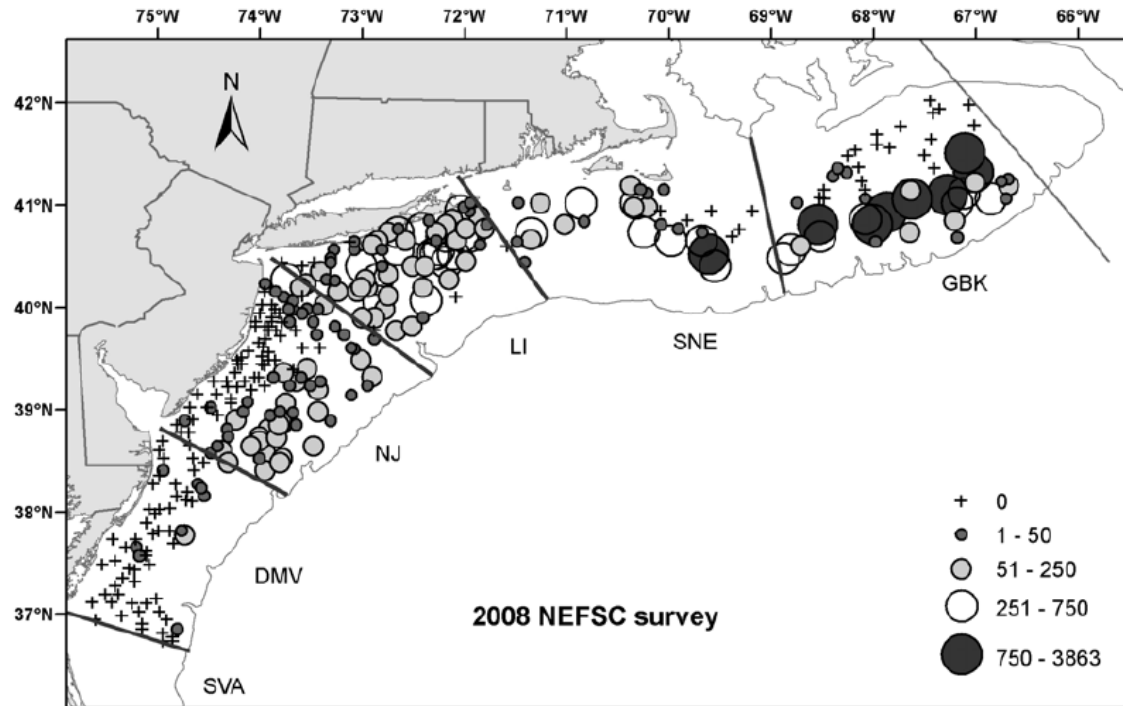 75°W 74°W 73°W 72°W 71°W 70°W 69°W 68°W 67°W 66°W
N
42°N
41°N
40°N
39°N
38°N
37°N
GBK
SNE
LI
NJ
DMV
SVA
2008 NEFSC survey
0
1 - 50
51 - 250
251 - 750
750 - 3863